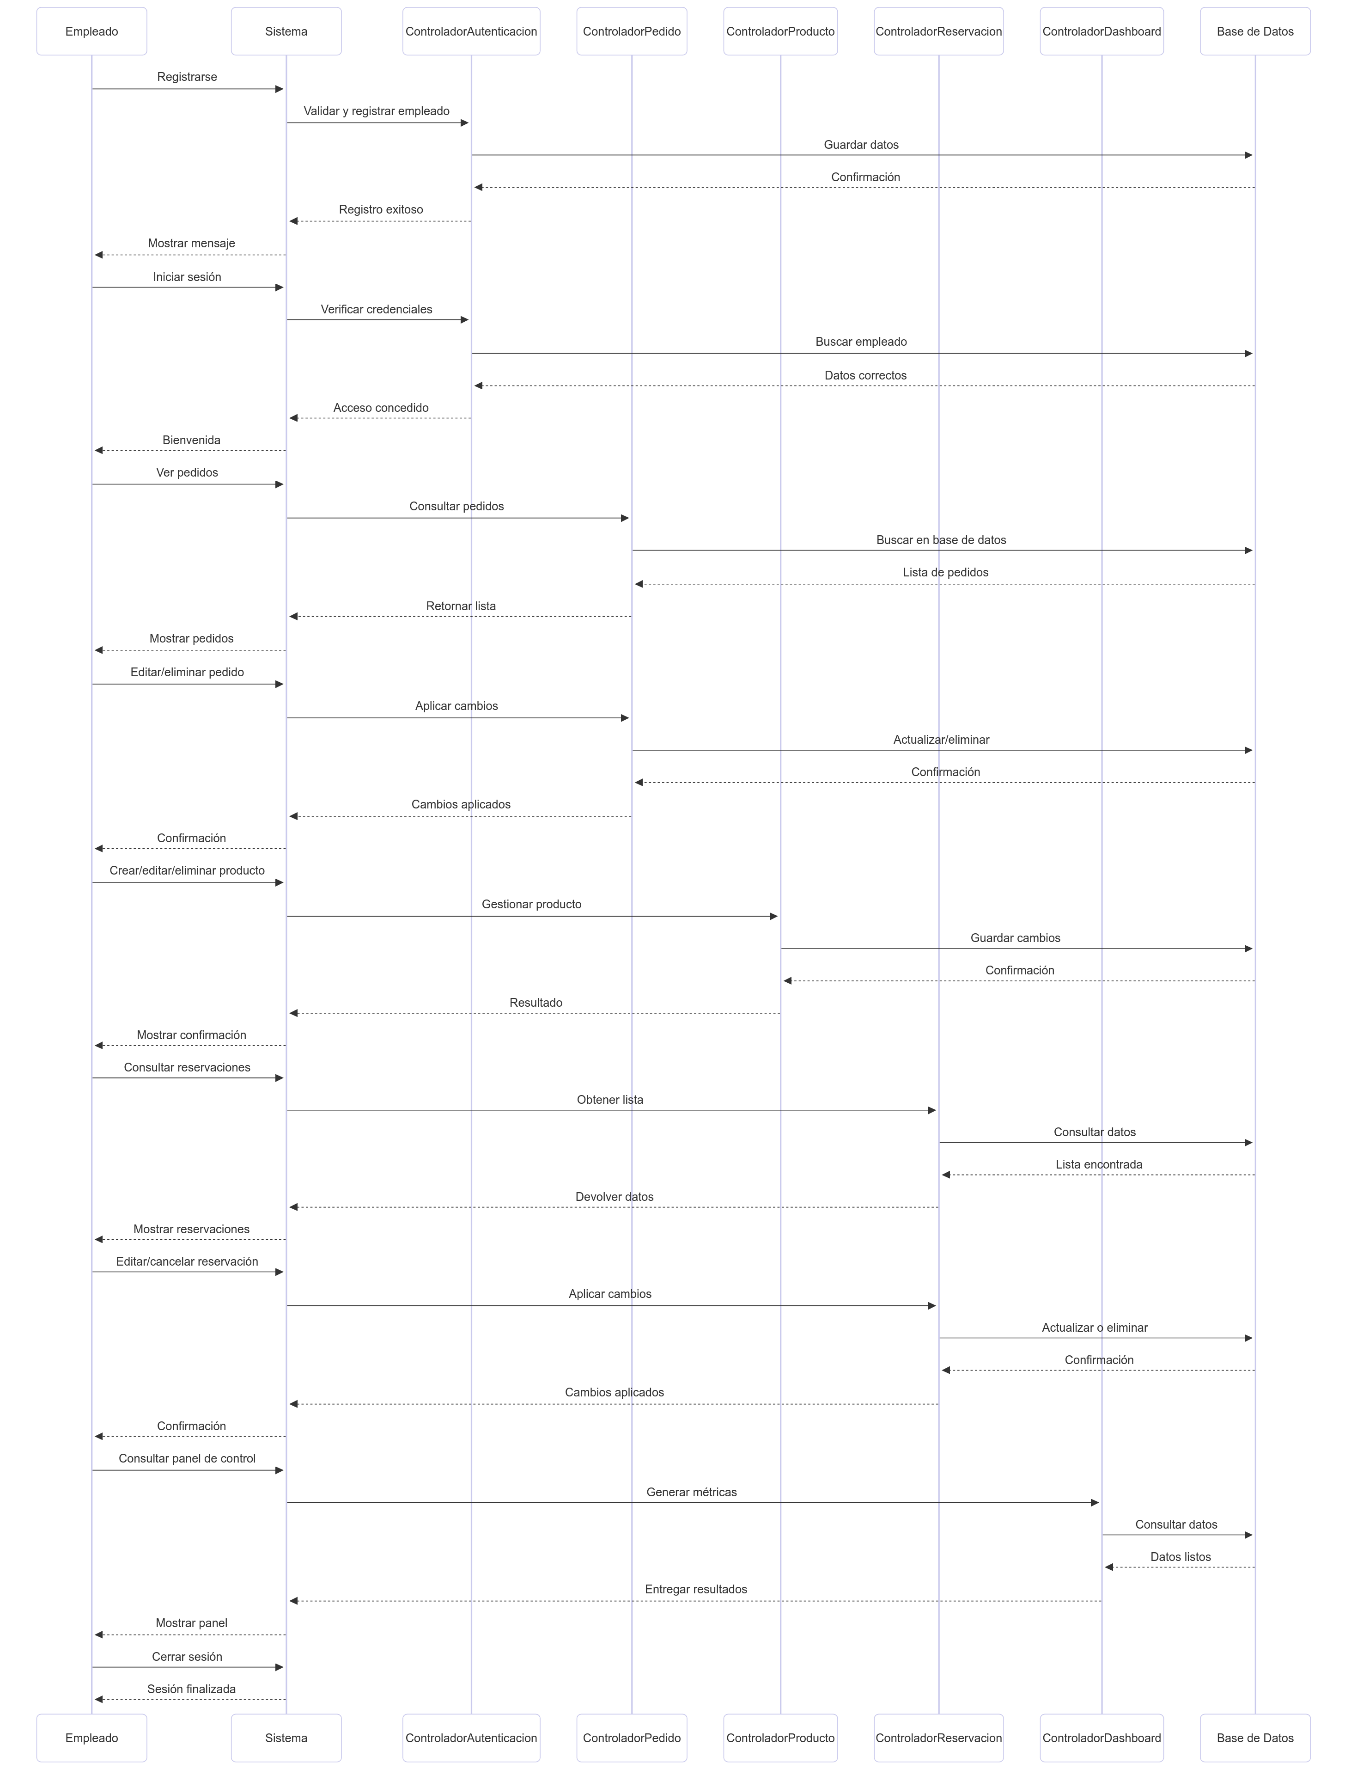 Empleado
Sistema
ControladorAutenticacion
ControladorPedido
ControladorProducto
ControladorReservacion
ControladorDashboard
Base de Datos
Registrarse
Validar y registrar empleado
Guardar datos
Confirmación
Registro exitoso
Mostrar mensaje
Iniciar sesión
Verificar credenciales
Buscar empleado
Datos correctos
Acceso concedido
Bienvenida
Ver pedidos
Consultar pedidos
Buscar en base de datos
Lista de pedidos
Retornar lista
Mostrar pedidos
Editar/eliminar pedido
Aplicar cambios
Actualizar/eliminar
Confirmación
Cambios aplicados
Confirmación
Crear/editar/eliminar producto
Gestionar producto
Guardar cambios
Confirmación
Resultado
Mostrar confirmación
Consultar reservaciones
Obtener lista
Consultar datos
Lista encontrada
Devolver datos
Mostrar reservaciones
Editar/cancelar reservación
Aplicar cambios
Actualizar o eliminar
Confirmación
Cambios aplicados
Confirmación
Consultar panel de control
Generar métricas
Consultar datos
Datos listos
Entregar resultados
Mostrar panel
Cerrar sesión
Sesión finalizada
Empleado
Sistema
ControladorAutenticacion
ControladorPedido
ControladorProducto
ControladorReservacion
ControladorDashboard
Base de Datos